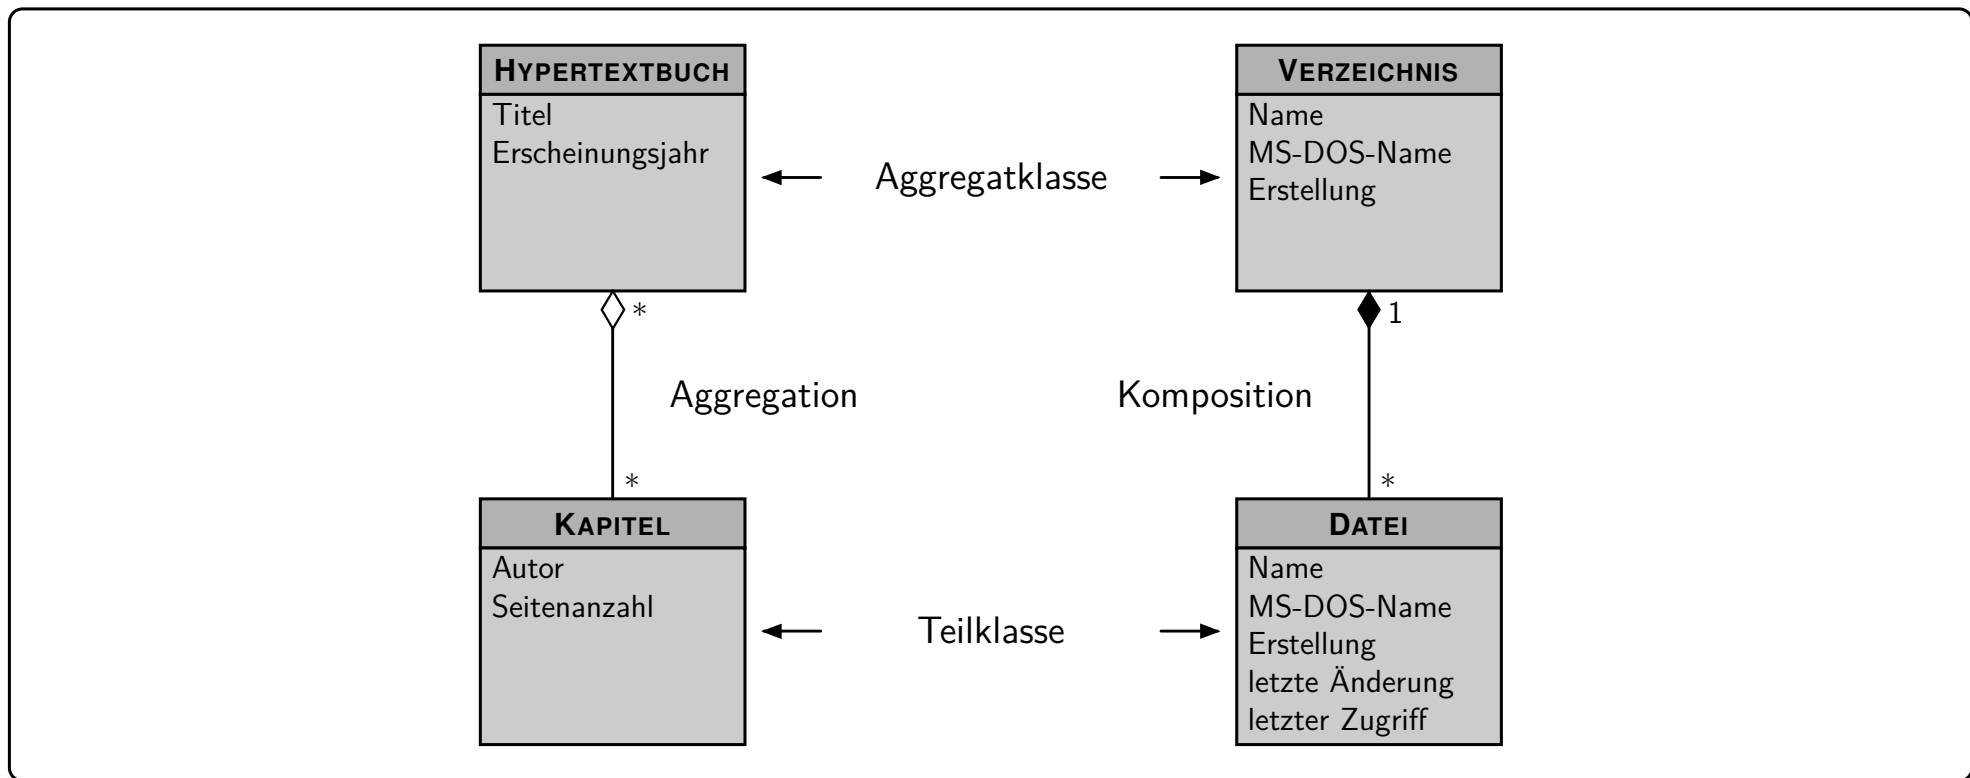 HYPERTEXTBUCH
Titel
Erscheinungsjahr
Aggregatklasse
VERZEICHNIS
Name
MS-DOS-Name
Erstellung
*
1
Aggregation
Komposition
*
*
KAPITEL
Autor
Seitenanzahl
Teilklasse
DATEI
Name
MS-DOS-Name
Erstellung
letzte Änderung
letzter Zugriff